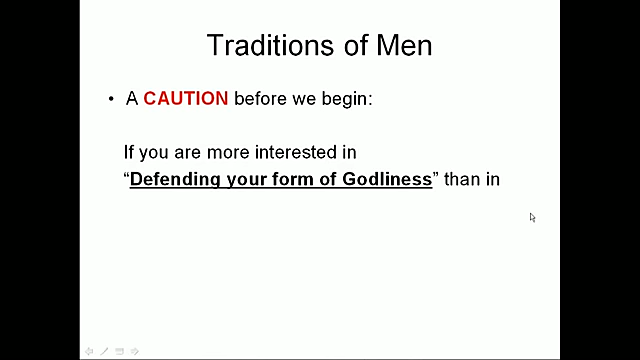 Traditions of Men
• A CAUTION before we begin:
If you are more interested in
“Defending your form of Godliness” than in